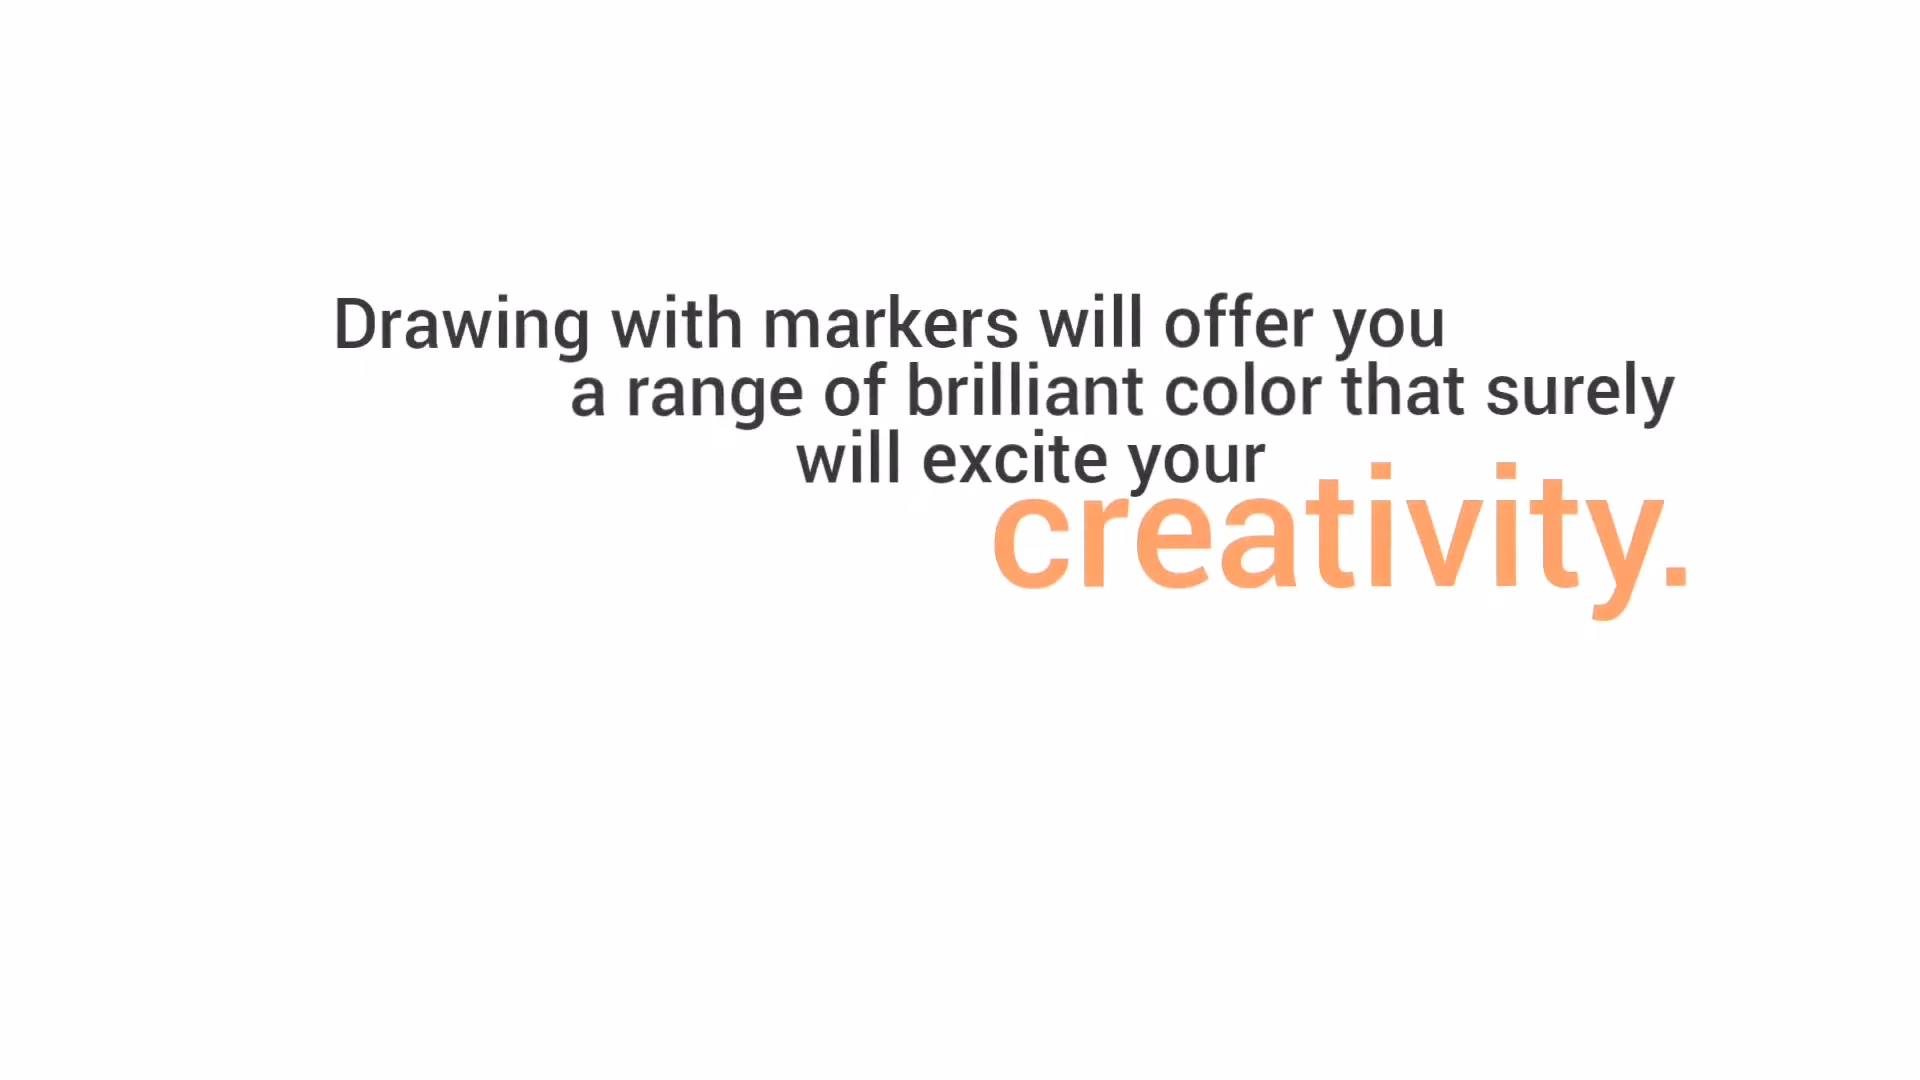 Drawing with markers will offer you
a range of brilliant color that surely
will excite your
creativity.